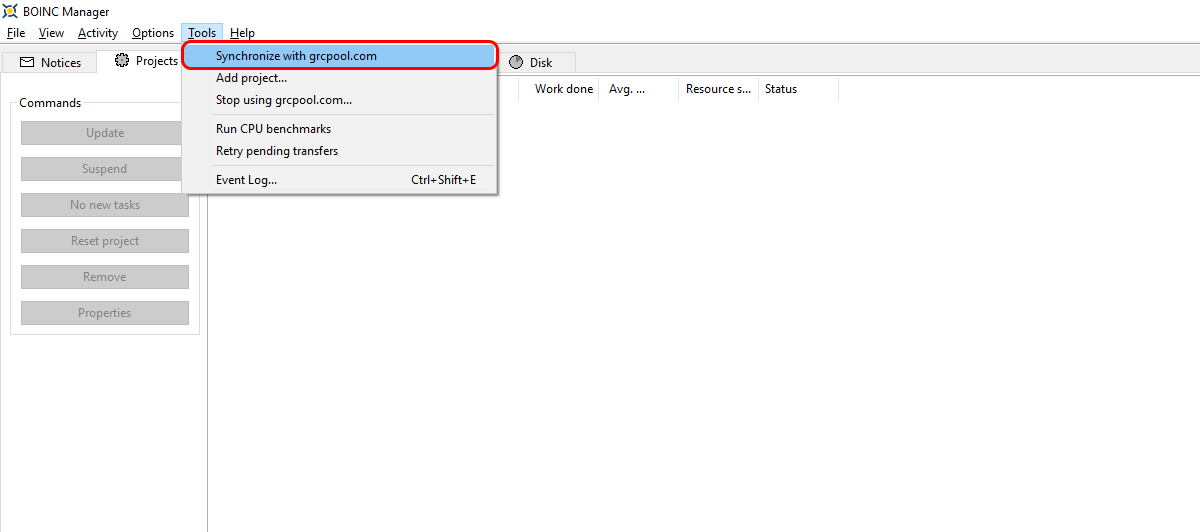 BOINC Manager
File View Activity Options Tools Help
Notices Projects Disk
Synchronize with grcpool.com
Add project...
Stop using grcpool.com...
Run CPU benchmarks
Retry pending transfers
Event Log... Ctrl+Shift+E
Work done Avg. ... Resource s... Status
Commands
Update
Suspend
No new tasks
Reset project
Remove
Properties